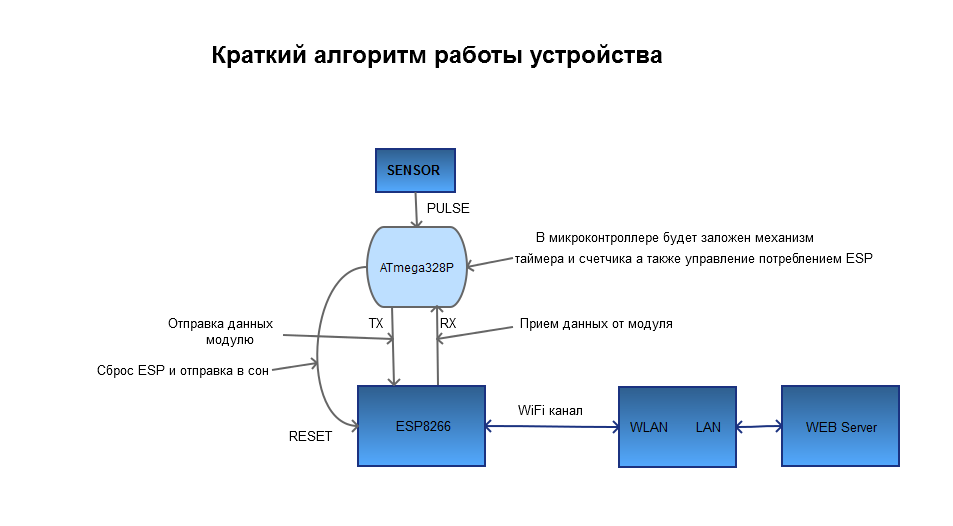 Краткий алгоритм работы устройства
SENSOR
PULSE
В микроконтроллере будет заложен механизм
таймера и счетчика а также управление потреблением ESP
ATmega328P
Отправка данных
модулю
TX
RX
Прием данных от модуля
Сброс ESP и отправка в сон
RESET
ESP8266
WiFi канал
WLAN
LAN
WEB Server